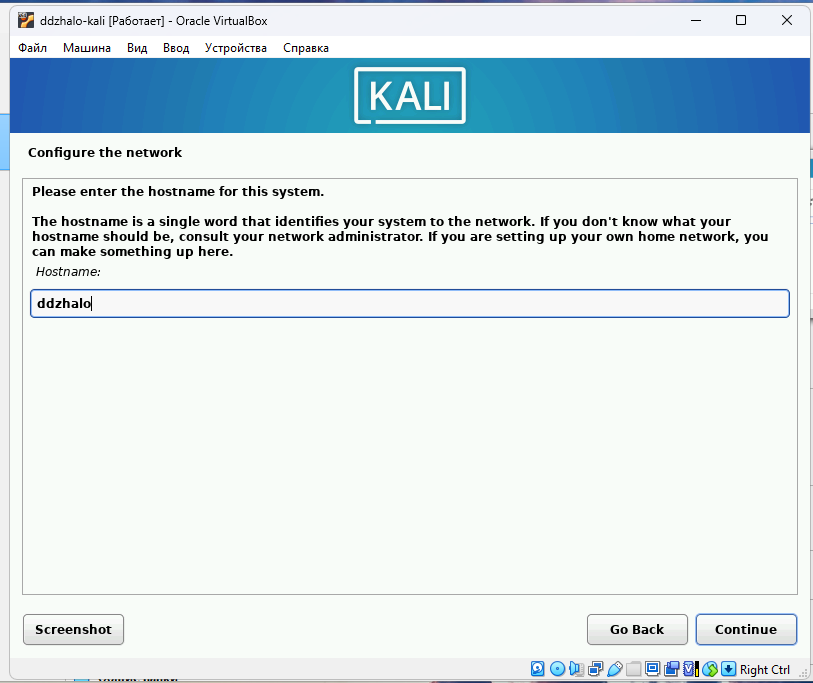 ddzhalo-kali [Работает] - Oracle VirtualBox
Файл Машина Вид Ввод Устройства Справка
KALI
Configure the network
Please enter the hostname for this system.
The hostname is a single word that identifies your system to the network. If you don't know what your
hostname should be, consult your network administrator. If you are setting up your own home network, you
can make something up here.
Hostname:
ddzhalo
Screenshot Go Back Continue
Right Ctrl